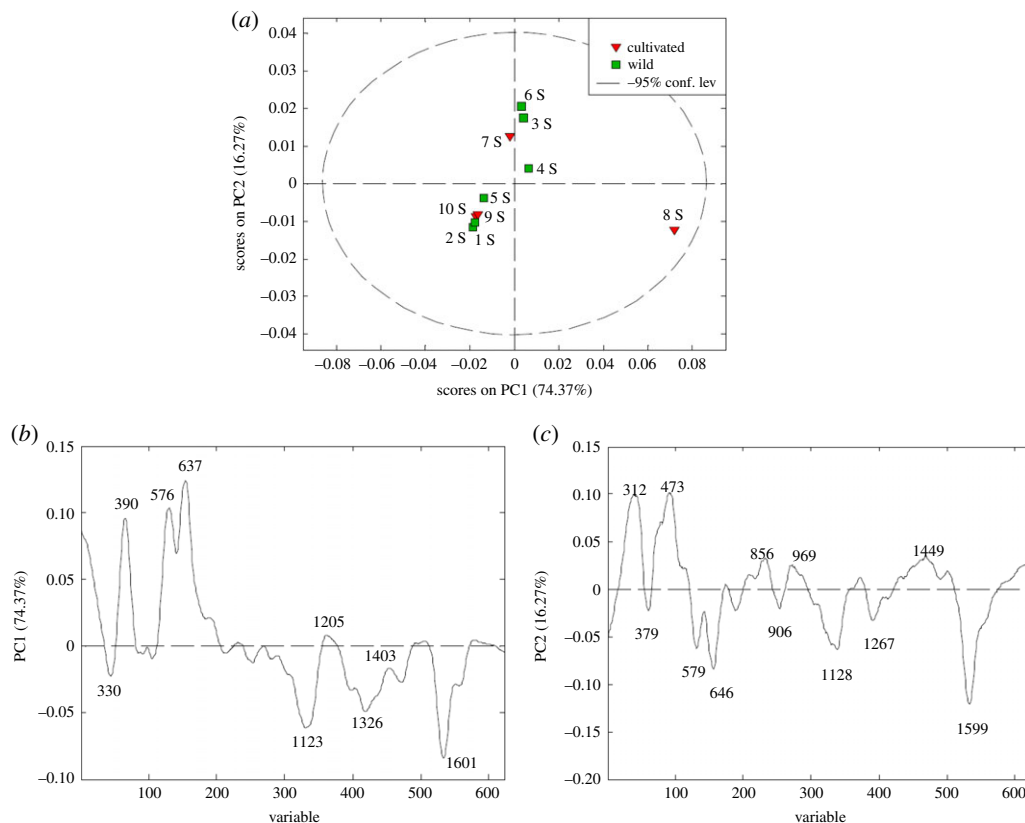 (a)
0.04
0.03
0.02
0.01
0
–0.01
–0.02
–0.03
–0.04
scores on PC2 (16.27%)
cultivated
wild
–95% conf. lev
6 S
3 S
7 S
4 S
5 S
10 S
9 S
2 S
1 S
8 S
–0.08 –0.06 –0.04 –0.02 0 0.02 0.04 0.06 0.08
scores on PC1 (74.37%)
(b)
0.15
0.10
0.05
0
–0.05
–0.10
PC1 (74.37%)
637
390
576
1205
1403
330
1326
1123
1601
100 200 300 400 500 600
variable
(c)
0.15
0.10
0.05
0
–0.05
–0.10
–0.15
–0.20
PC2 (16.27%)
312
473
856
969
1449
379
906
1267
579
1128
646
1599
100 200 300 400 500 600
variable